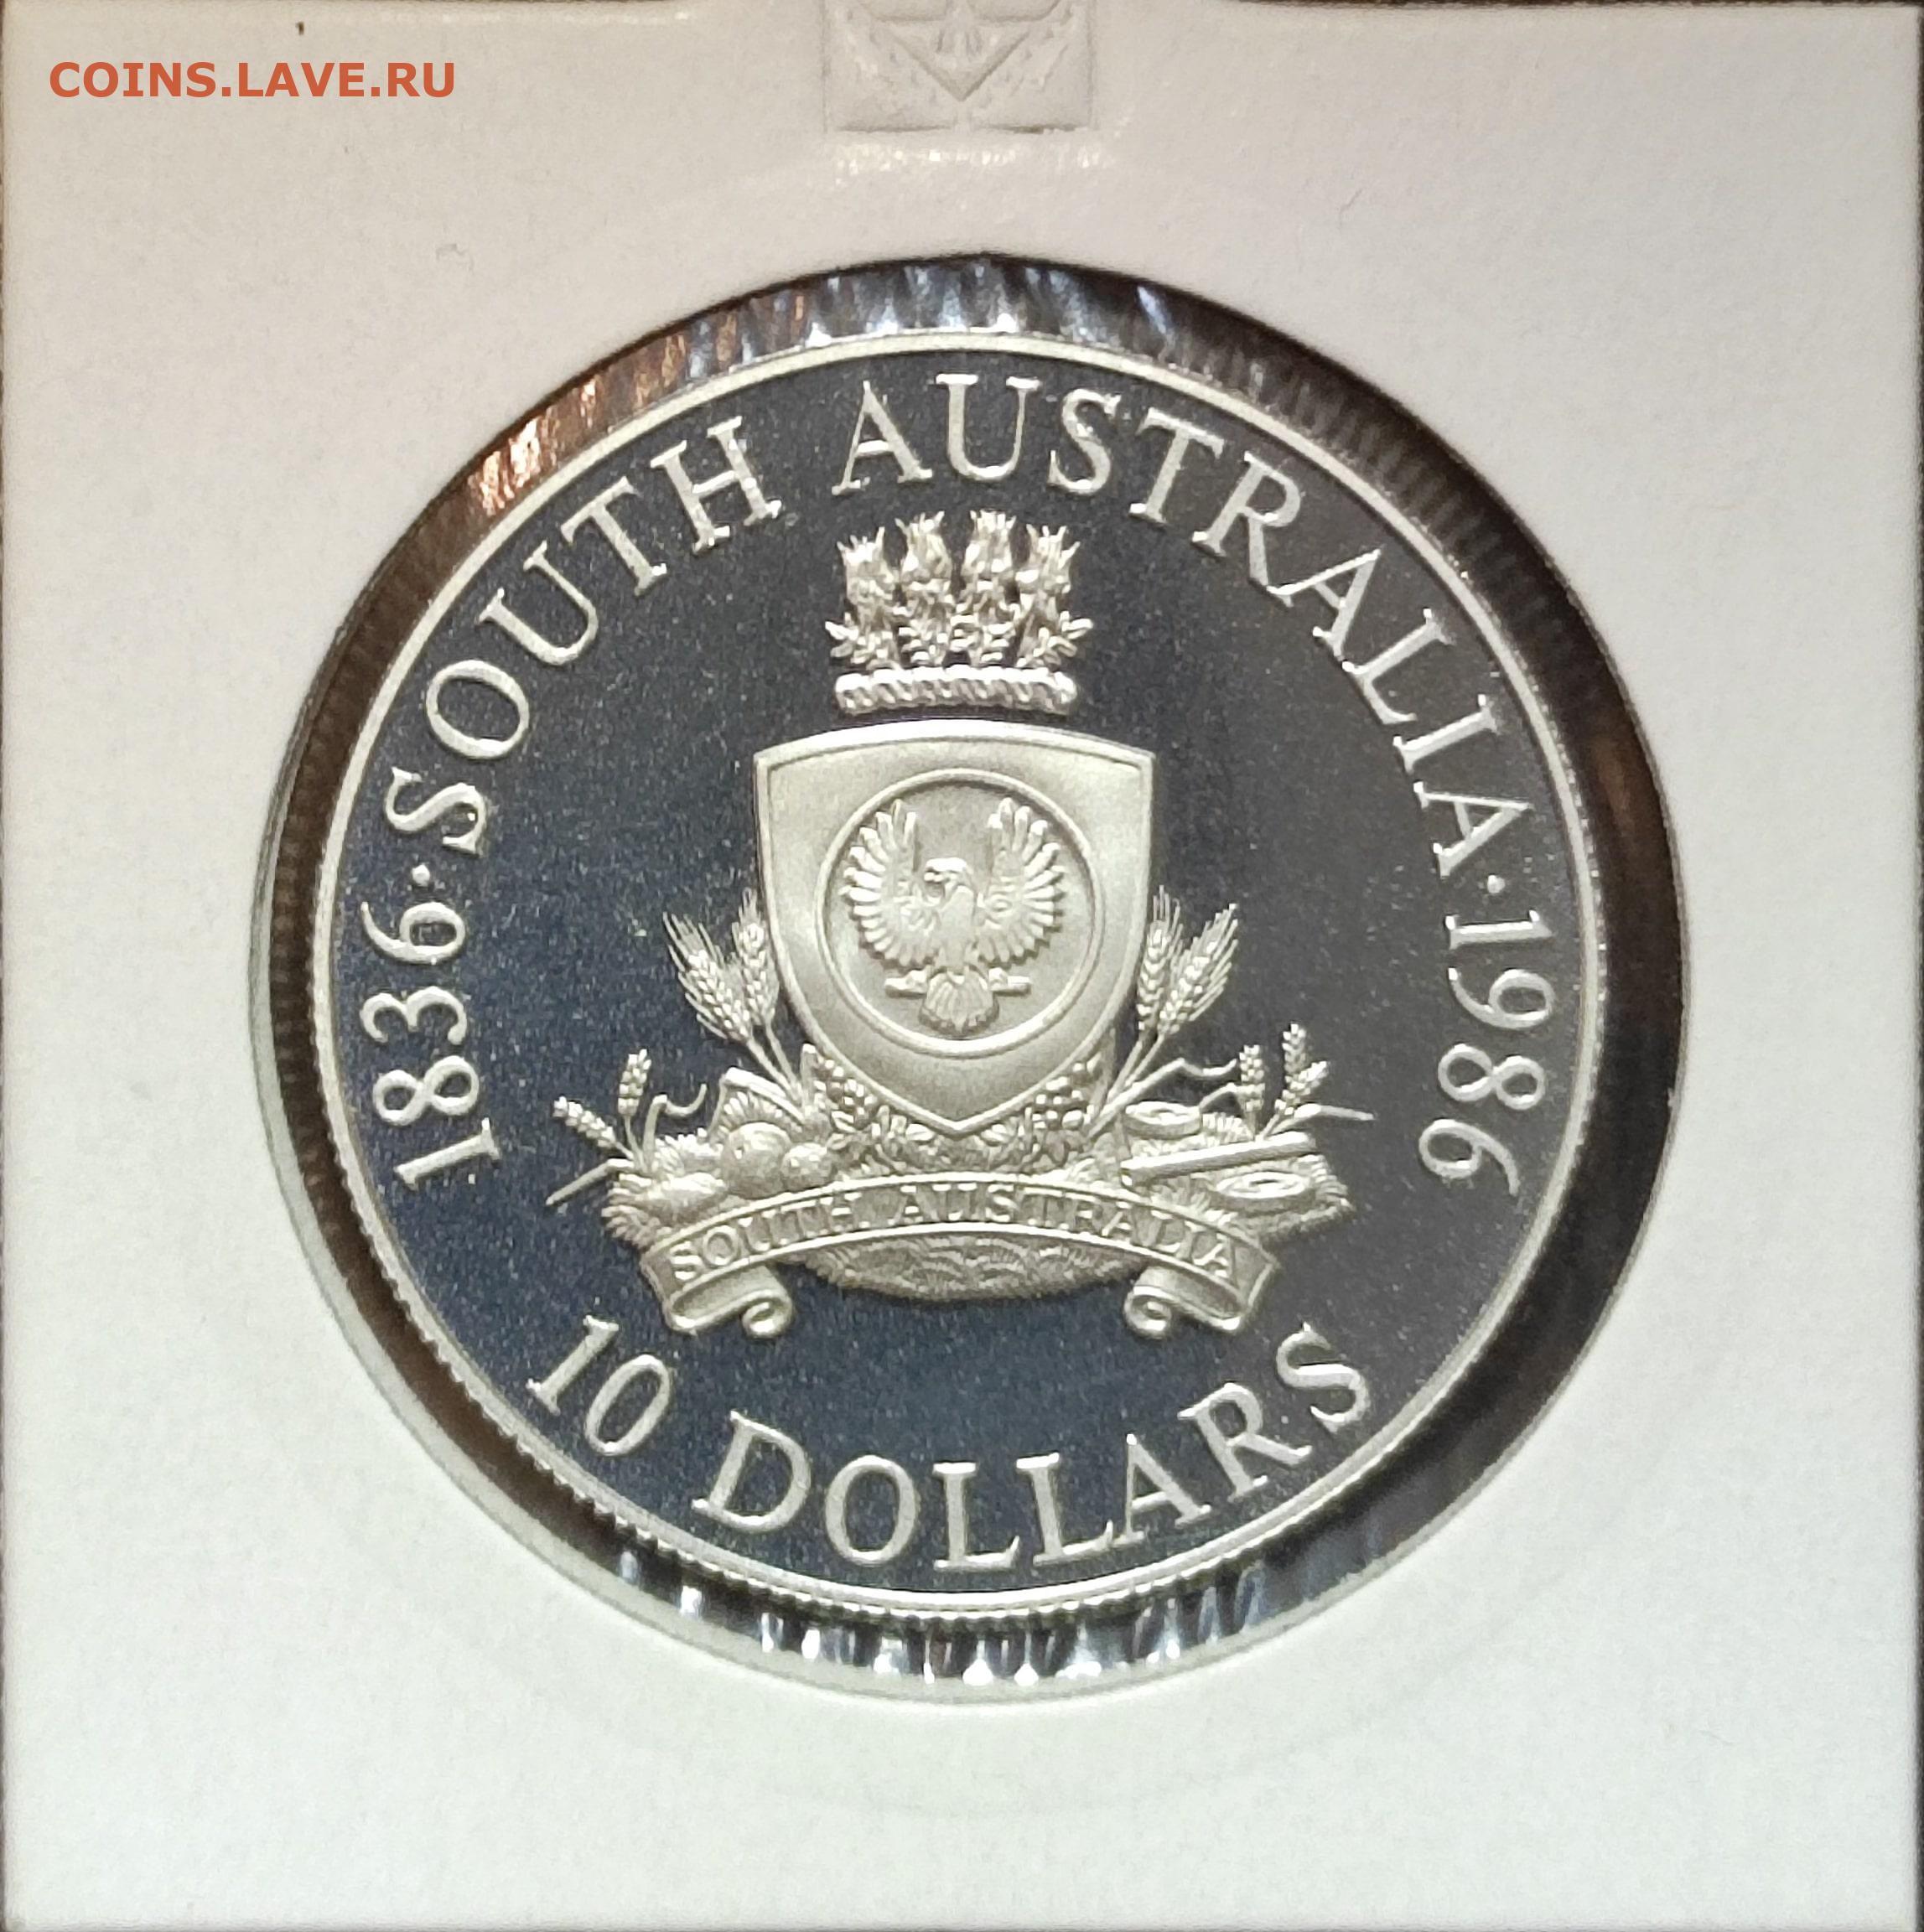 COINS.LAVE.RU
1836·SOUTH AUSTRALIA·1986
SOUTH AUSTRALIA
10 DOLLARS